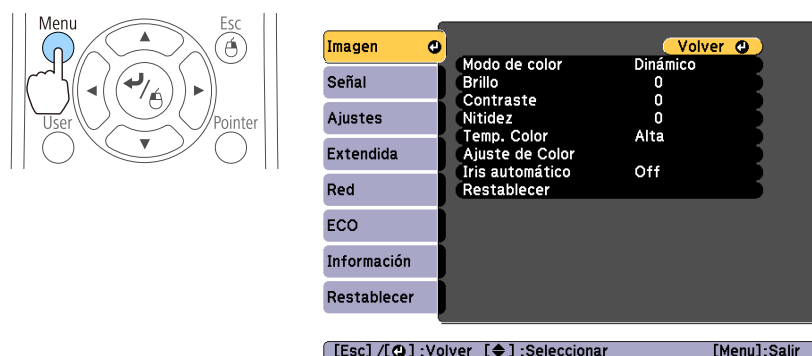 Menu
Esc
User
Pointer
Imagen
Señal
Ajustes
Extendida
Red
ECO
Información
Restablecer
Volver
Modo de color Dinámico
Brillo 0
Contraste 0
Nitidez 0
Temp. Color Alta
Ajuste de Color
Iris automático Off
Restablecer
[Esc] /[⏎] :Volver [◆] :Seleccionar [Menu]:Salir